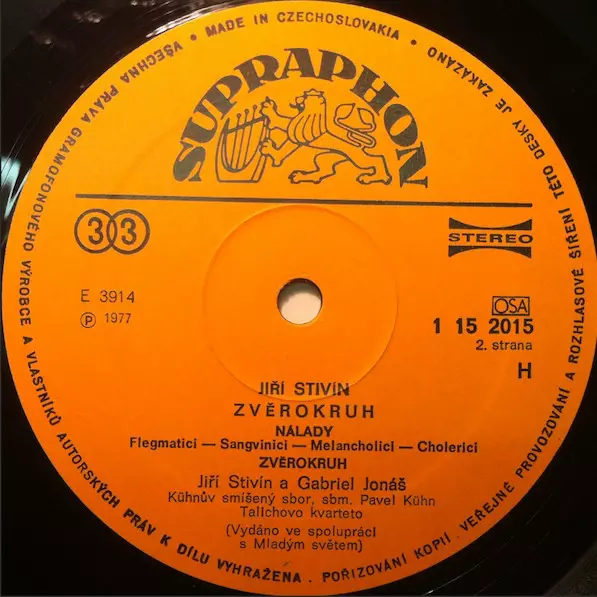 VŠECHNA PRÁVA GRAMOFONOVÉHO VÝROBCE A VLASTNÍKŮ AUTORSKÝCH PRÁV K DÍLU VYHRAŽENA . POŘIZOVÁNÍ KOPIÍ . VEŘEJNÉ PROVOZOVÁNÍ A ROZHLASOVÉ ŠÍŘENÍ TÉTO DESKY JE ZAKÁZÁNO • MADE IN CZECHOSLOVAKIA •
SUPRAPHON
33
STEREO
E 3914
℗ 1977
OSA
1 15 2015
2. strana
H
JIŘÍ STIVÍN
ZVĚROKRUH
NÁLADY
Flegmatici — Sangvinici — Melancholici — Cholerici
ZVĚROKRUH
Jiří Stivín a Gabriel Jonáš
Kühnův smíšený sbor, sbm. Pavel Kühn
Talichovo kvarteto
(Vydáno ve spolupráci
s Mladým světem)